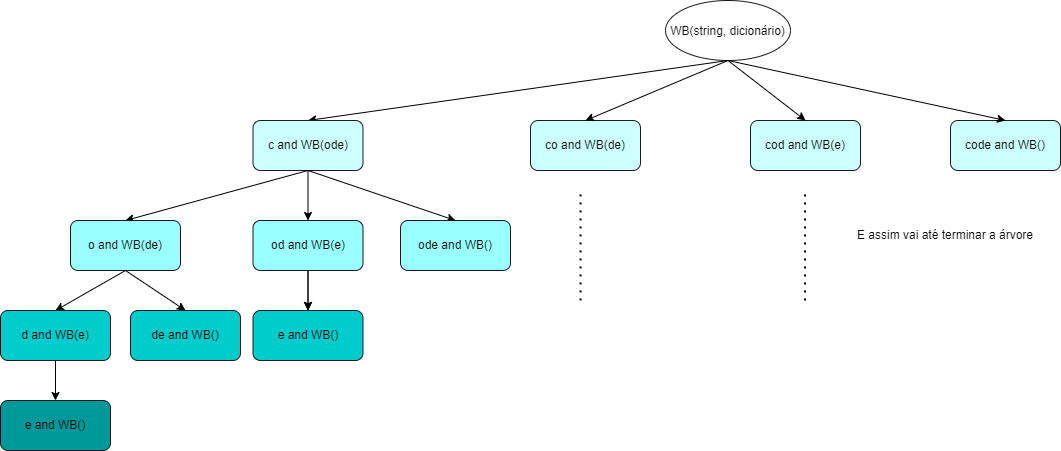 WB(string, dicionário)
c and WB(ode)
co and WB(de)
cod and WB(e)
code and WB()
o and WB(de)
od and WB(e)
ode and WB()
E assim vai até terminar a árvore
d and WB(e)
de and WB()
e and WB()
e and WB()